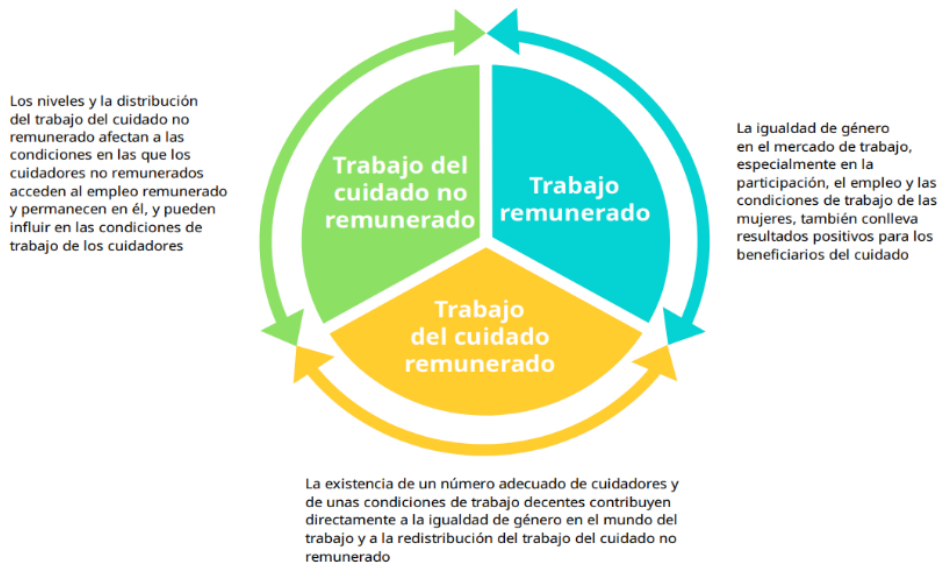 Los niveles y la distribución
del trabajo del cuidado no
remunerado afectan a las
condiciones en las que los
cuidadores no remunerados
acceden al empleo remunerado
y permanecen en él, y pueden
influir en las condiciones de
trabajo de los cuidadores
Trabajo del
cuidado no
remunerado
Trabajo
remunerado
La igualdad de género
en el mercado de trabajo,
especialmente en la
participación, el empleo y las
condiciones de trabajo de las
mujeres, también conlleva
resultados positivos para los
beneficiarios del cuidado
Trabajo
del cuidado
remunerado
La existencia de un número adecuado de cuidadores y
de unas condiciones de trabajo decentes contribuyen
directamente a la igualdad de género en el mundo del
trabajo y a la redistribución del trabajo del cuidado no
remunerado